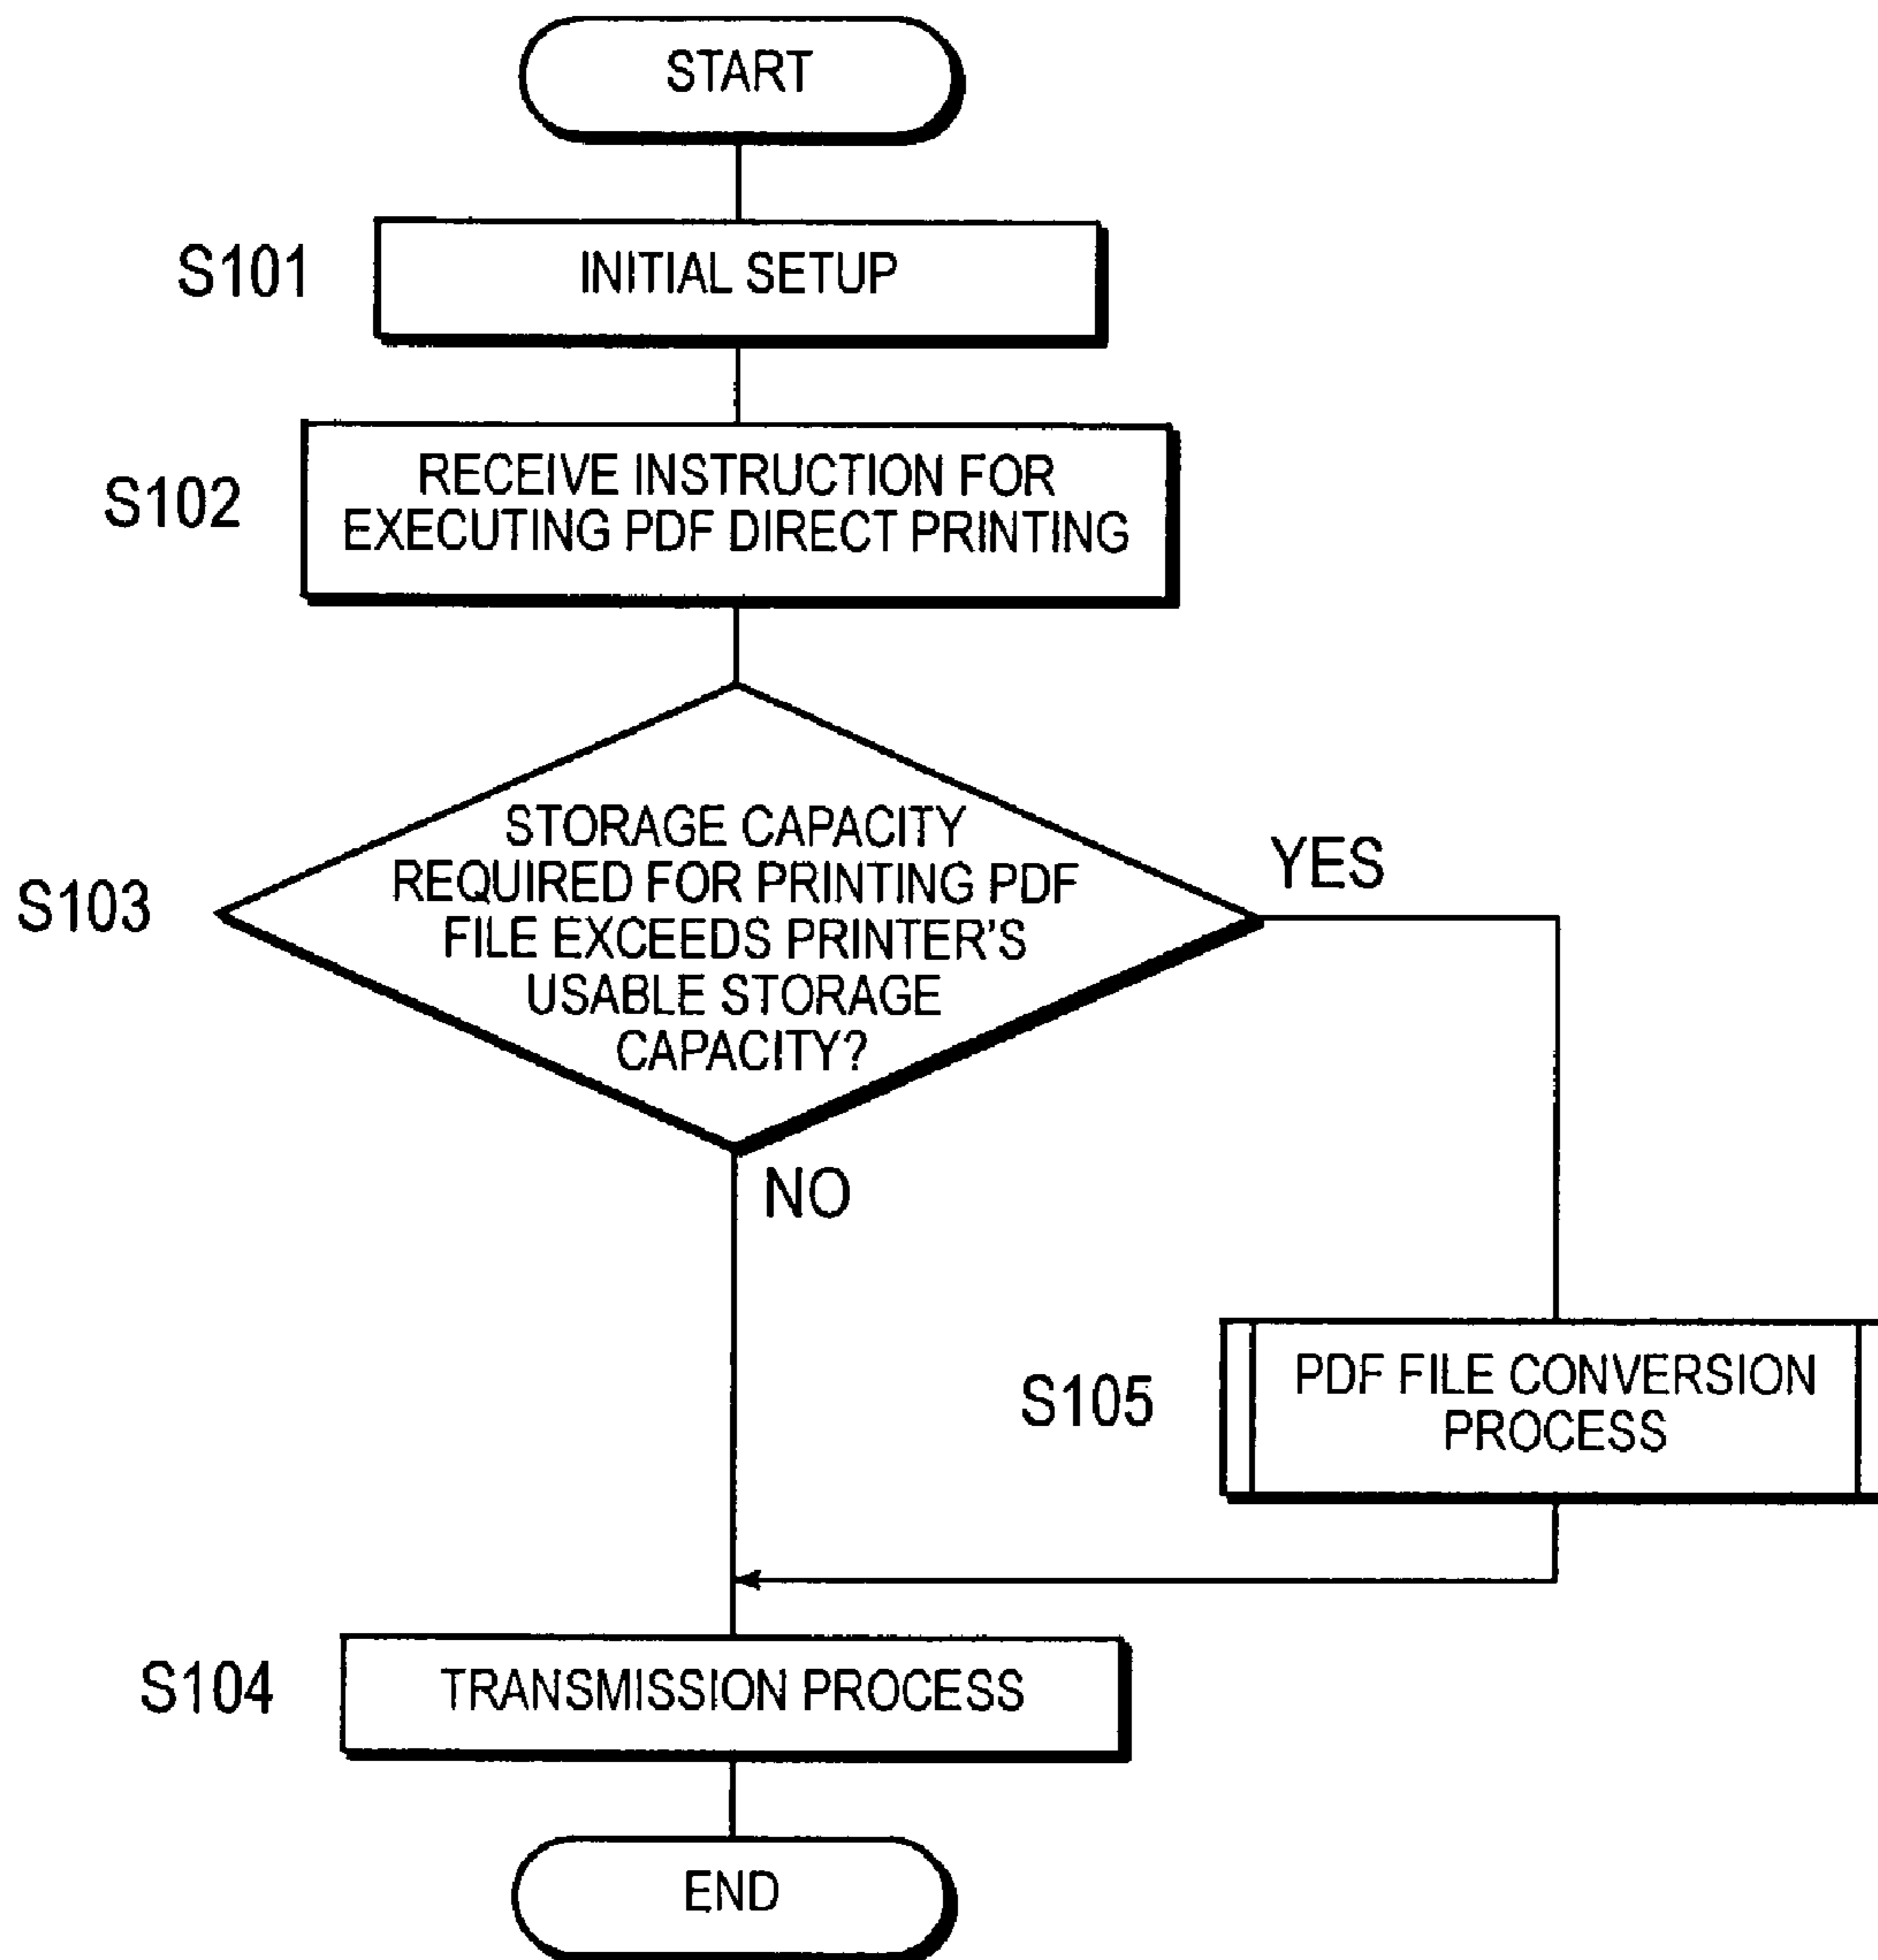 START
S101
INITIAL SETUP
S102
RECEIVE INSTRUCTION FOR
EXECUTING PDF DIRECT PRINTING
S103
STORAGE CAPACITY
REQUIRED FOR PRINTING PDF
FILE EXCEEDS PRINTER'S
USABLE STORAGE
CAPACITY?
YES
NO
S105
PDF FILE CONVERSION
PROCESS
S104
TRANSMISSION PROCESS
END